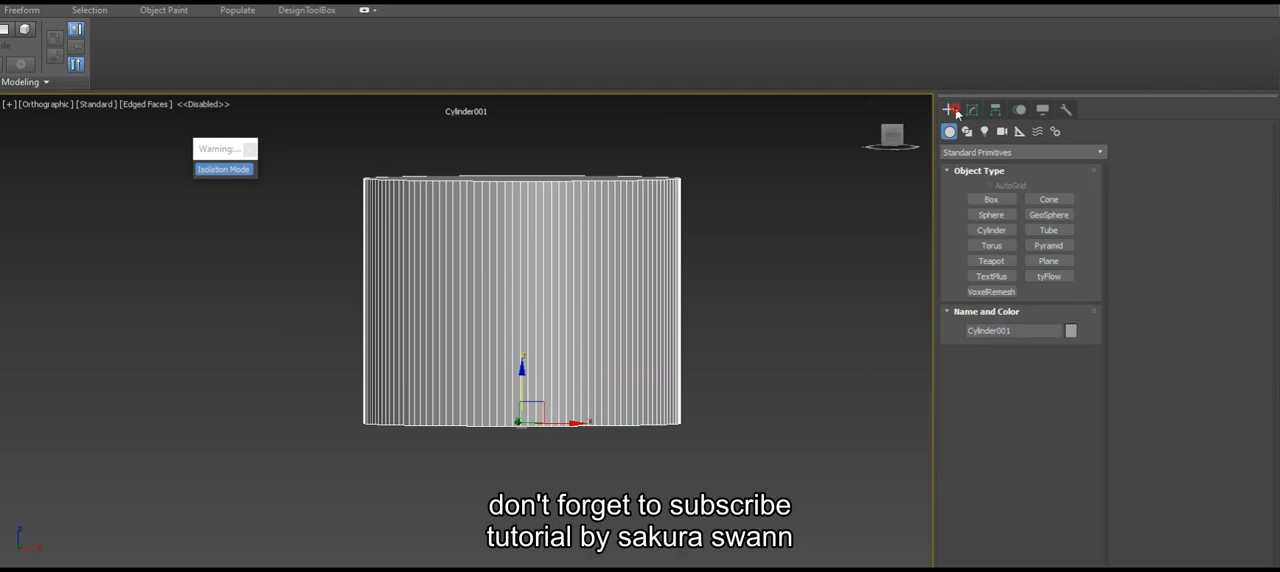 Freeform Selection Object Paint Populate DesignToolBox
Modeling
[+] [Orthographic] [Standard] [Edged Faces] <<Disabled>>
Cylinder001
Warning:...
Isolation Mode
Standard Primitives
Object Type
AutoGrid
Box Cone
Sphere GeoSphere
Cylinder Tube
Torus Pyramid
Teapot Plane
TextPlus tyFlow
VoxelRemesh
Name and Color
Cylinder001
don't forget to subscribe
tutorial by sakura swann